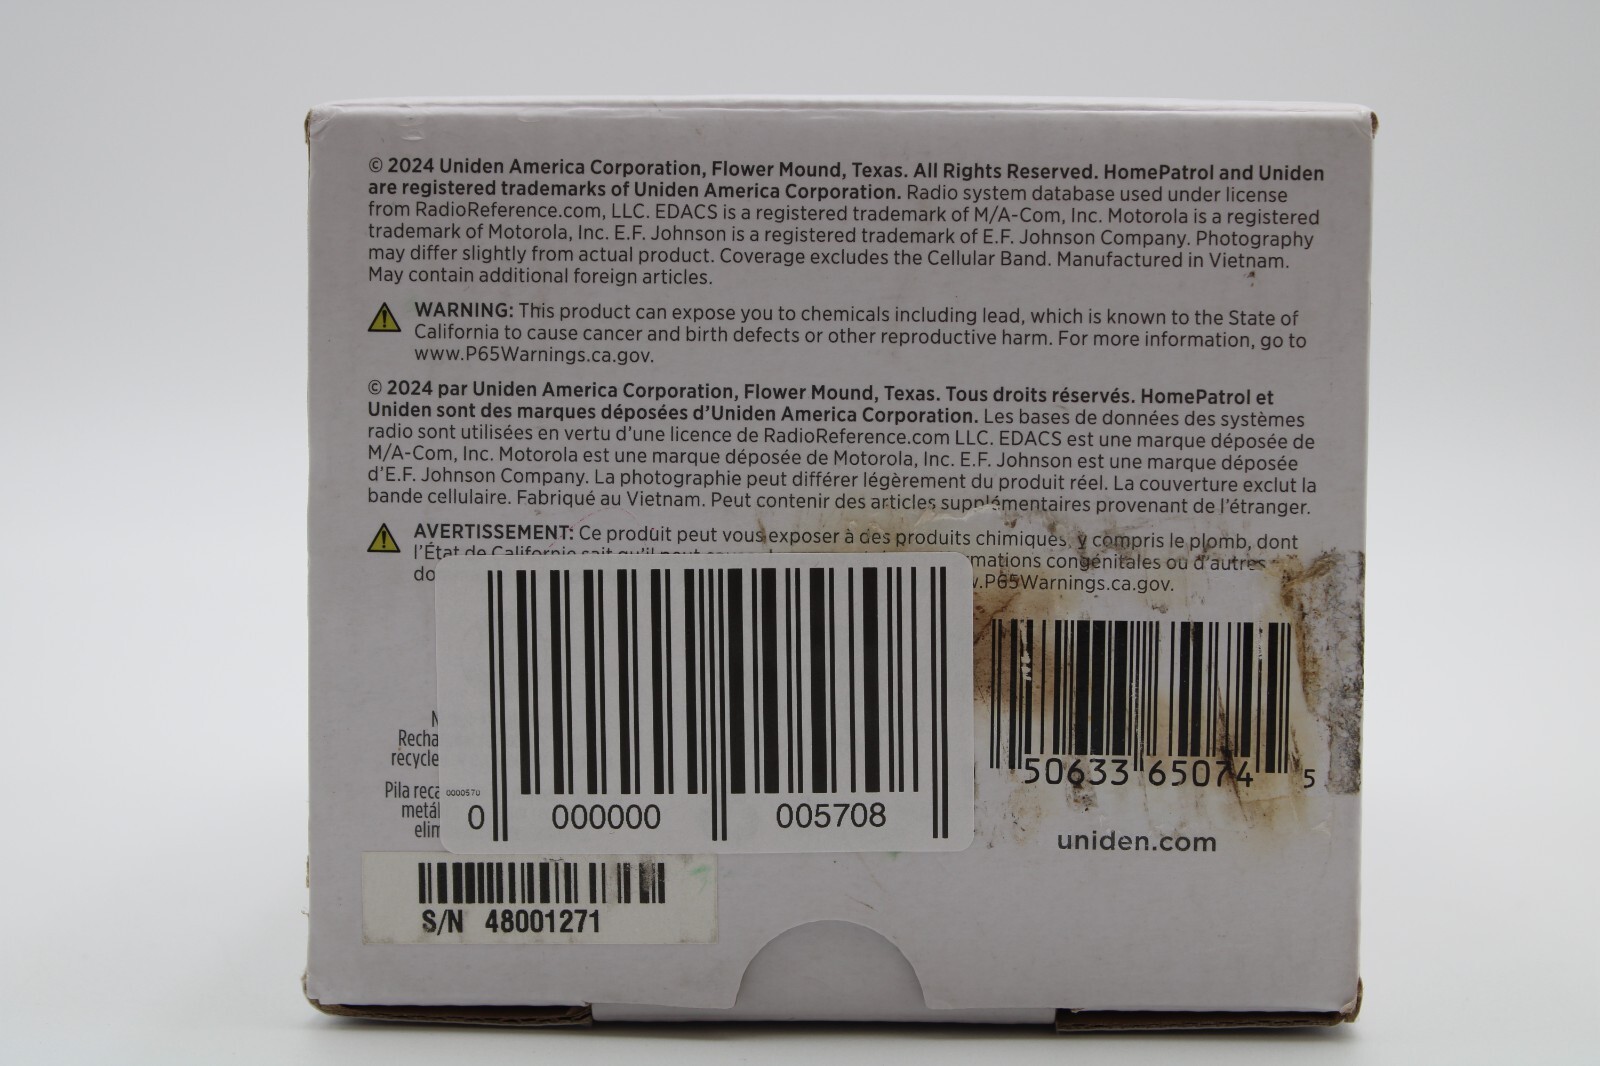 © 2024 Uniden America Corporation, Flower Mound, Texas. All Rights Reserved. HomePatrol and Uniden
are registered trademarks of Uniden America Corporation. Radio system database used under license
from RadioReference.com, LLC. EDACS is a registered trademark of M/A-Com, Inc. Motorola is a registered
trademark of Motorola, Inc. E.F. Johnson is a registered trademark of E.F. Johnson Company. Photography
may differ slightly from actual product. Coverage excludes the Cellular Band. Manufactured in Vietnam.
May contain additional foreign articles.
WARNING: This product can expose you to chemicals including lead, which is known to the State of
California to cause cancer and birth defects or other reproductive harm. For more information, go to
www.P65Warnings.ca.gov.
© 2024 par Uniden America Corporation, Flower Mound, Texas. Tous droits réservés. HomePatrol et
Uniden sont des marques déposées d'Uniden America Corporation. Les bases de données des systèmes
radio sont utilisées en vertu d'une licence de RadioReference.com LLC. EDACS est une marque déposée de
M/A-Com, Inc. Motorola est une marque déposée de Motorola, Inc. E.F. Johnson est une marque déposée
d'E.F. Johnson Company. La photographie peut différer légèrement du produit réel. La couverture exclut la
bande cellulaire. Fabriqué au Vietnam. Peut contenir des articles supplémentaires provenant de l'étranger.
AVERTISSEMENT: Ce produit peut vous exposer à des produits chimiques, y compris le plomb, dont
l'État de Californie sait qu'il peut mations congénitales ou d'autres
do .P65Warnings.ca.gov.
N
Recha
recycle
Pila reca
metál
elim
0000570
0 000000 005708
50633 65074 5
uniden.com
S/N 48001271